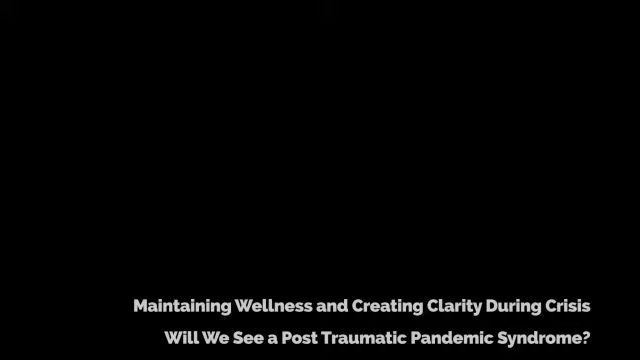 Maintaining Wellness and Creating Clarity During Crisis
Will We See a Post Traumatic Pandemic Syndrome?